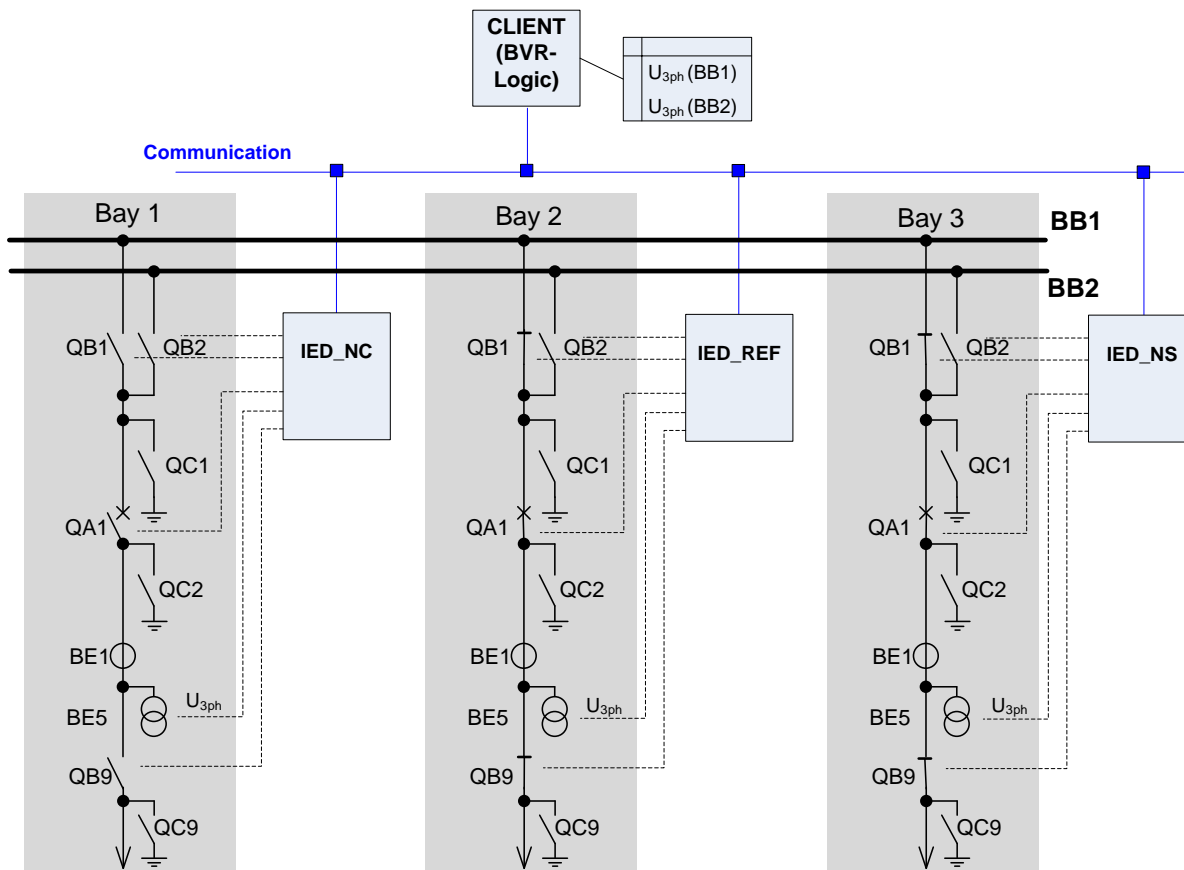 CLIENT
(BVR-
Logic)
U3ph (BB1)
U3ph (BB2)
Communication
Bay 1
Bay 2
Bay 3
BB1
BB2
QB1
QB2
IED_NC
QB1
QB2
IED_REF
QB1
QB2
IED_NS
QC1
QC1
QC1
QA1
QA1
QA1
QC2
QC2
QC2
BE1
BE1
BE1
BE5
U3ph
BE5
U3ph
BE5
U3ph
QB9
QB9
QB9
QC9
QC9
QC9